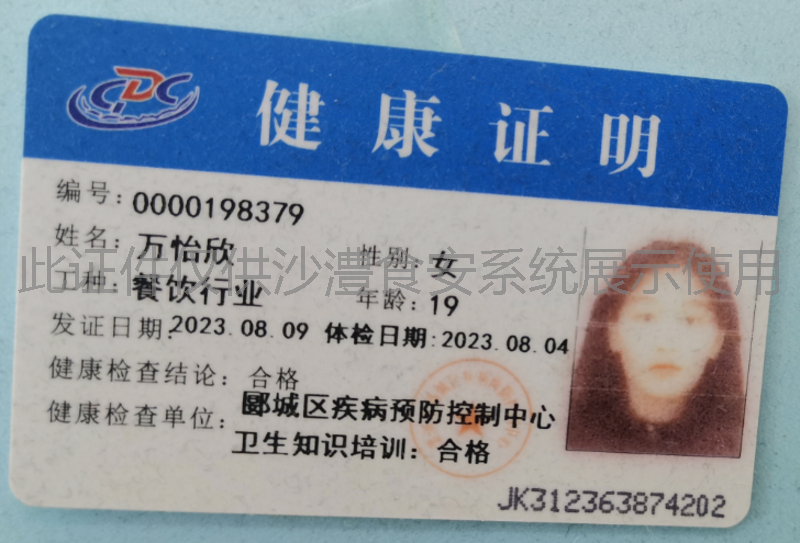 CDC
健康证明
编号: 0000198379
姓名: 万怡欣 性别: 女
此证件仅供沙澧食安系统展示使用
工种: 餐饮行业 年龄: 19
发证日期: 2023.08.09 体检日期: 2023.08.04
健康检查结论: 合格
健康检查单位: 郾城区疾病预防控制中心
卫生知识培训: 合格
JK312363874202